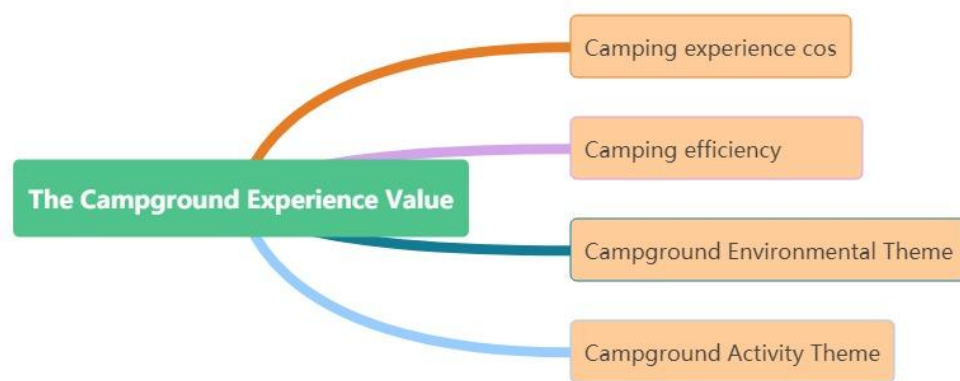 Camping experience cos
Camping efficiency
The Campground Experience Value
Campground Environmental Theme
Campground Activity Theme